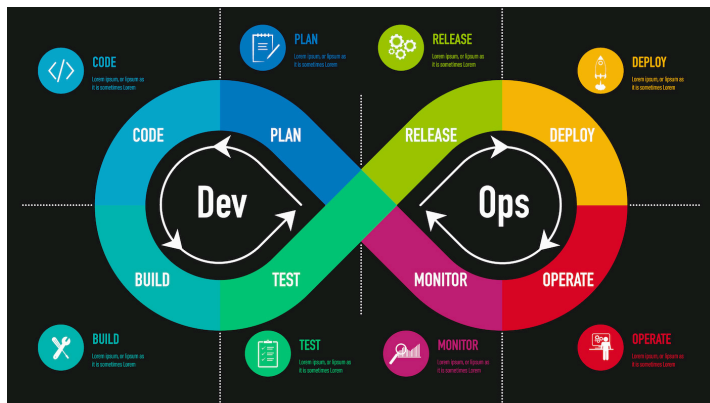 CODE
Lorem ipsum, or lipsum as
it is sometimes Lorem
PLAN
Lorem ipsum, or lipsum as
it is sometimes Lorem
RELEASE
Lorem ipsum, or lipsum as
it is sometimes Lorem
DEPLOY
Lorem ipsum, or lipsum as
it is sometimes Lorem
CODE
PLAN
RELEASE
DEPLOY
Dev
Ops
BUILD
TEST
MONITOR
OPERATE
BUILD
Lorem ipsum, or lipsum as
it is sometimes Lorem
TEST
Lorem ipsum, or lipsum as
it is sometimes Lorem
MONITOR
Lorem ipsum, or lipsum as
it is sometimes Lorem
OPERATE
Lorem ipsum, or lipsum as
it is sometimes Lorem